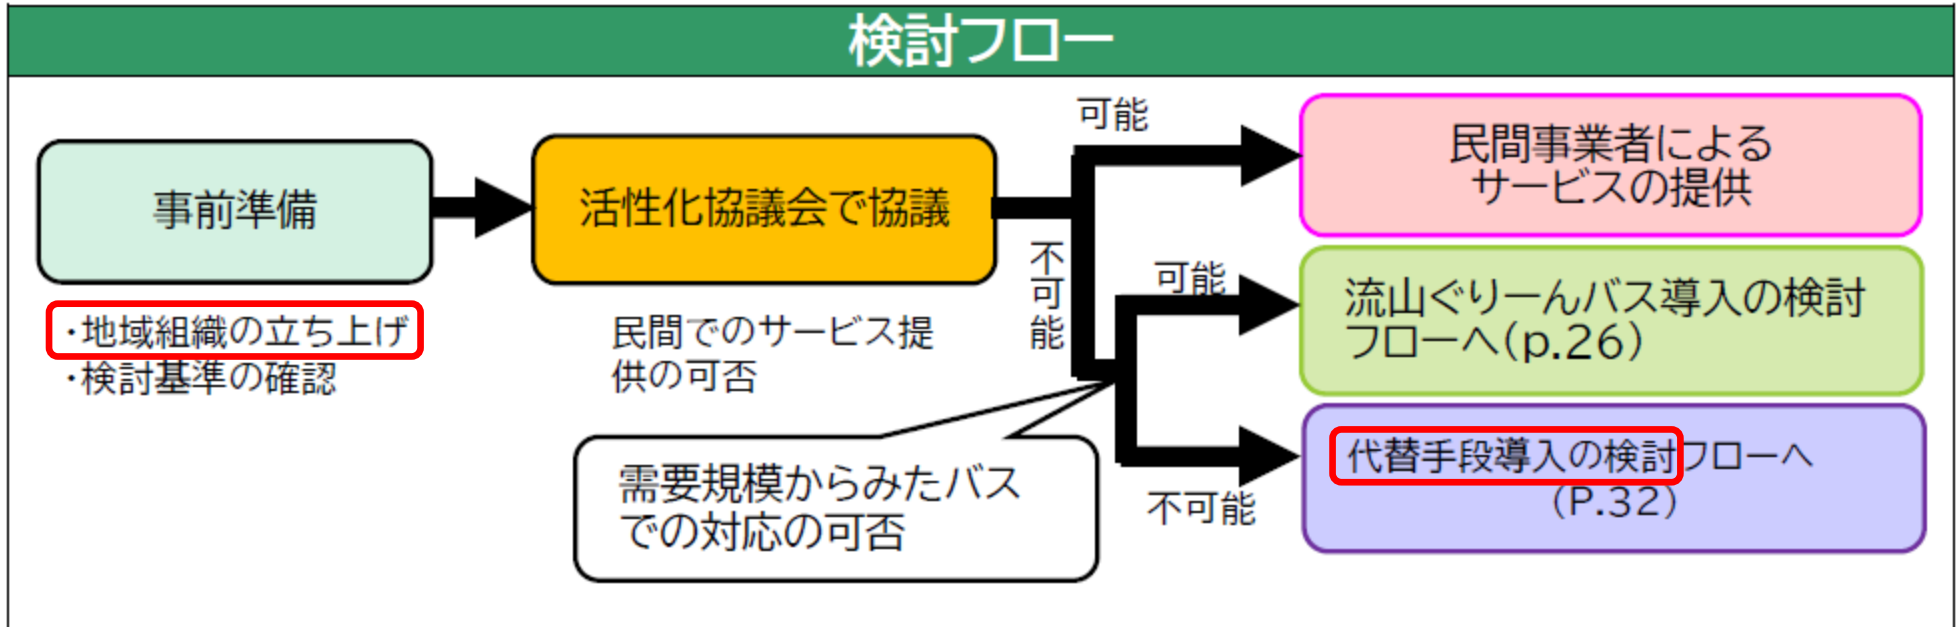 検討フロー
事前準備
・地域組織の立ち上げ
・検討基準の確認
活性化協議会で協議
民間でのサービス提
供の可否
可能
不可能
民間事業者による
サービスの提供
需要規模からみたバス
での対応の可否
可能
流山ぐりーんバス導入の検討
フローへ(p.26)
不可能
代替手段導入の検討フローへ
(P.32)